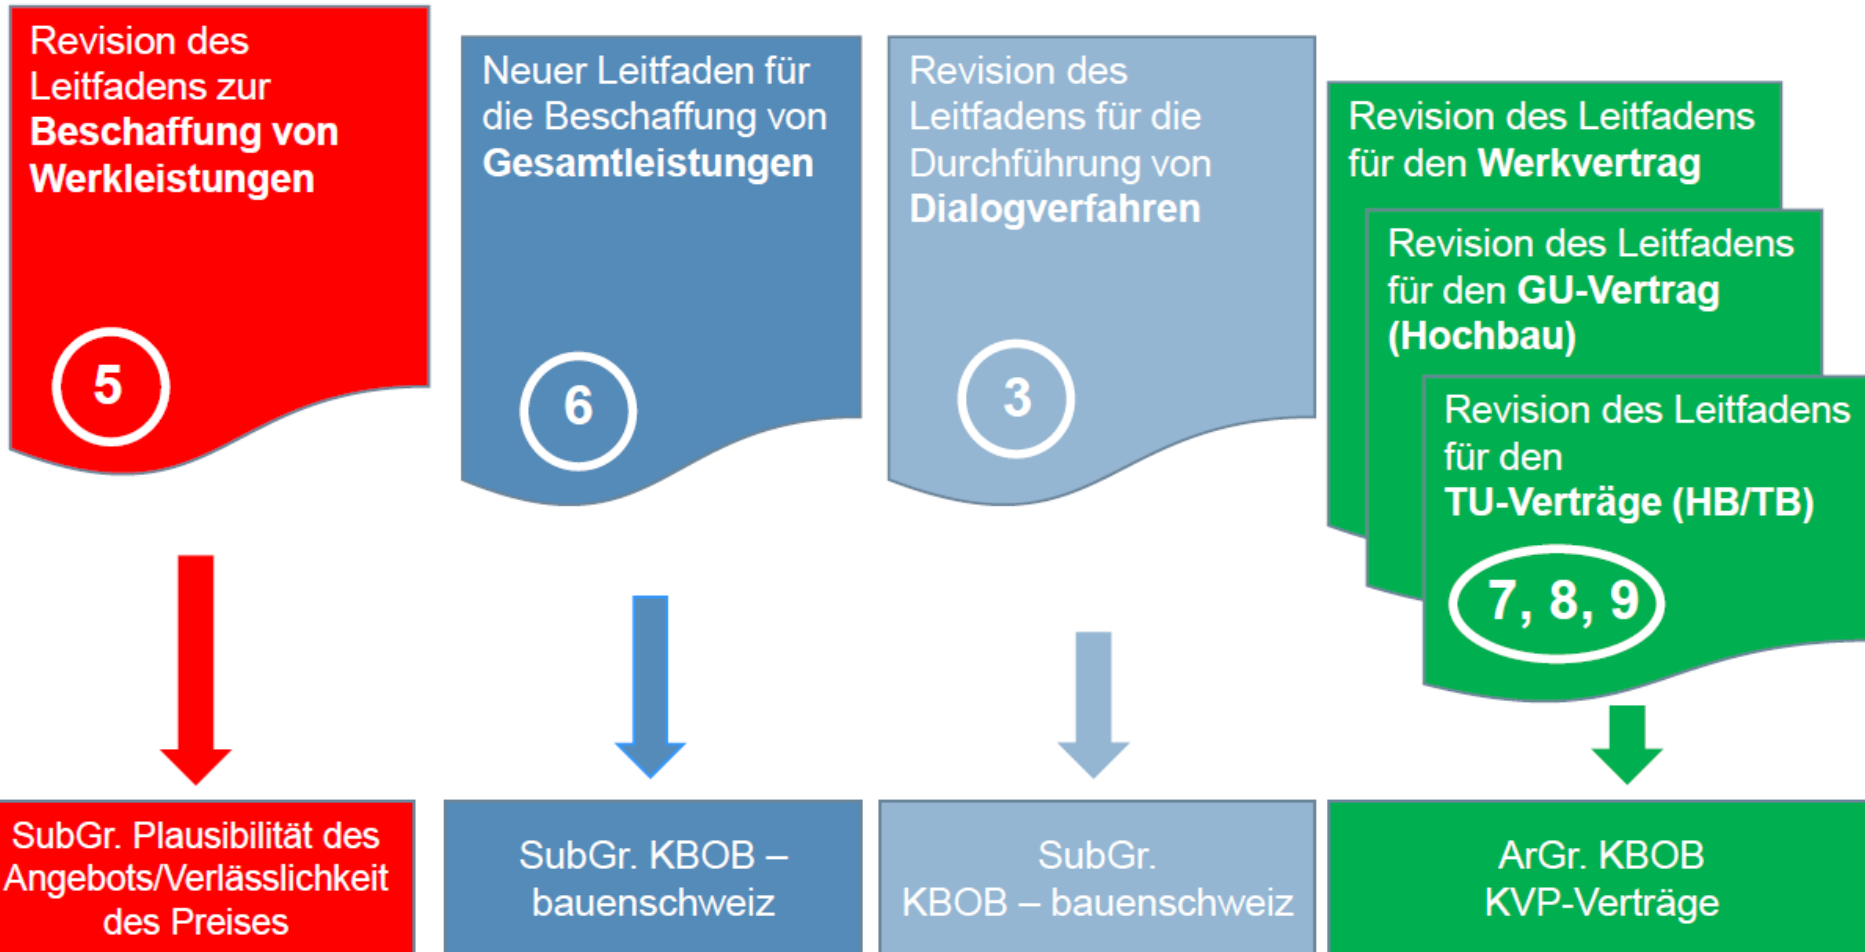 Revision des
Leitfadens zur
Beschaffung von
Werkleistungen
5
Neuer Leitfaden für
die Beschaffung von
Gesamtleistungen
6
Revision des
Leitfadens für die
Durchführung von
Dialogverfahren
3
Revision des Leitfadens
für den Werkvertrag
Revision des Leitfadens
für den GU-Vertrag
(Hochbau)
Revision des Leitfadens
für den
TU-Verträge (HB/TB)
7, 8, 9
SubGr. Plausibilität des
Angebots/Verlässlichkeit
des Preises
SubGr. KBOB –
bauenschweiz
SubGr.
KBOB – bauenschweiz
ArGr. KBOB
KVP-Verträge